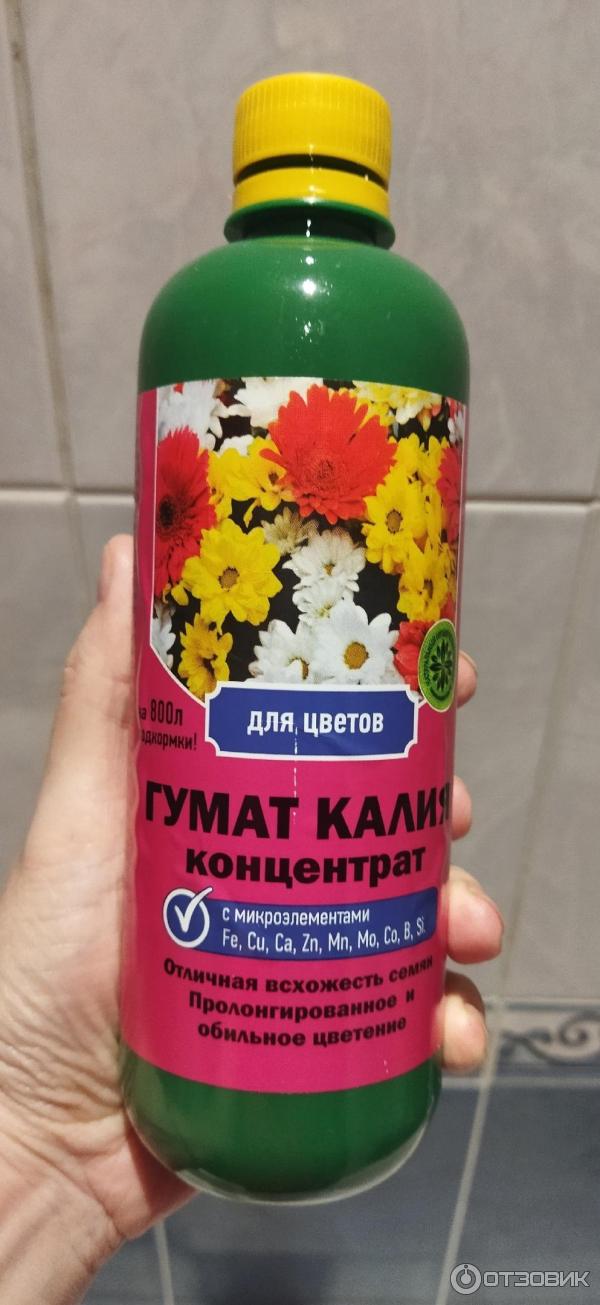 на 800л
подкормки!
для цветов
ГУМАТ КАЛИЯ
концентрат
с микроэлементами
Fe, Cu, Ca, Zn, Mn, Mo, Co, B, Si.
Отличная всхожесть семян
Пролонгированное и
обильное цветение
ОТЗОВИК